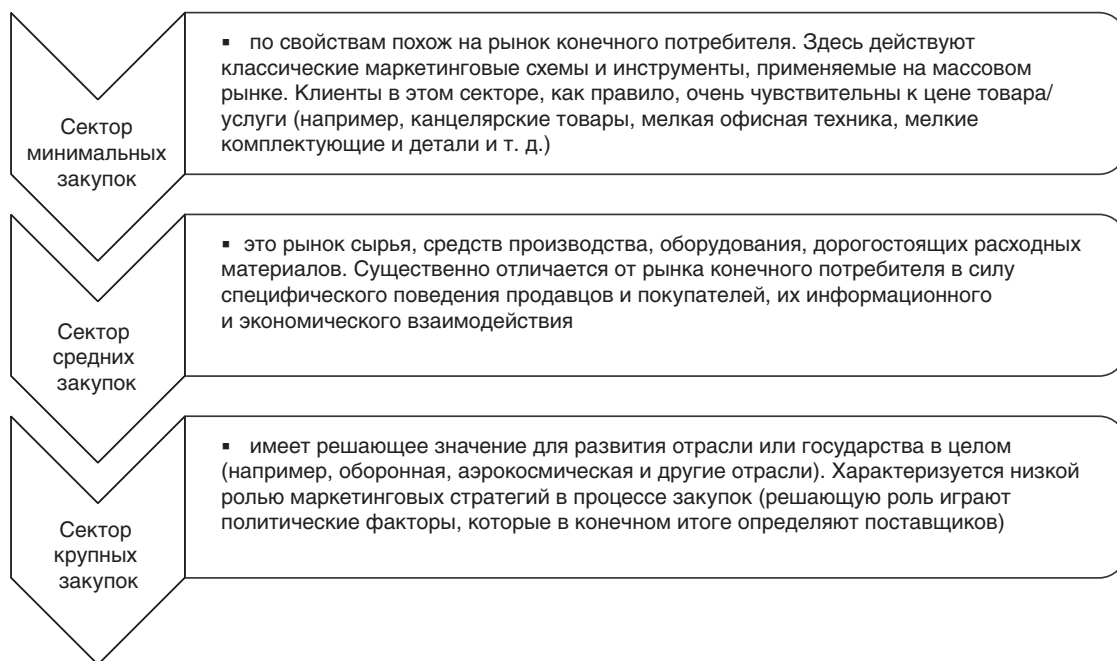 Сектор
минимальных
закупок
▪ по свойствам похож на рынок конечного потребителя. Здесь действуют
классические маркетинговые схемы и инструменты, применяемые на массовом
рынке. Клиенты в этом секторе, как правило, очень чувствительны к цене товара/
услуги (например, канцелярские товары, мелкая офисная техника, мелкие
комплектующие и детали и т. д.)
Сектор
средних
закупок
▪ это рынок сырья, средств производства, оборудования, дорогостоящих расходных
материалов. Существенно отличается от рынка конечного потребителя в силу
специфического поведения продавцов и покупателей, их информационного
и экономического взаимодействия
Сектор
крупных
закупок
▪ имеет решающее значение для развития отрасли или государства в целом
(например, оборонная, аэрокосмическая и другие отрасли). Характеризуется низкой
ролью маркетинговых стратегий в процессе закупок (решающую роль играют
политические факторы, которые в конечном итоге определяют поставщиков)